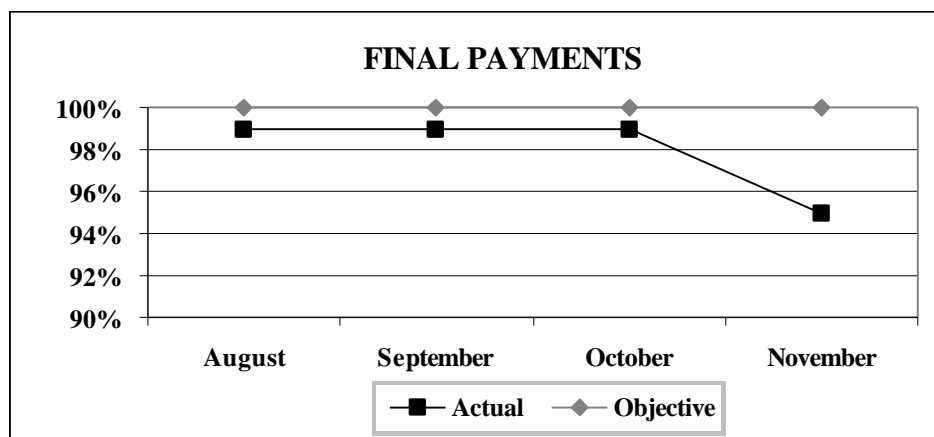 FINAL PAYMENTS
100%
98%
96%
94%
92%
90%
August September October November
Actual Objective